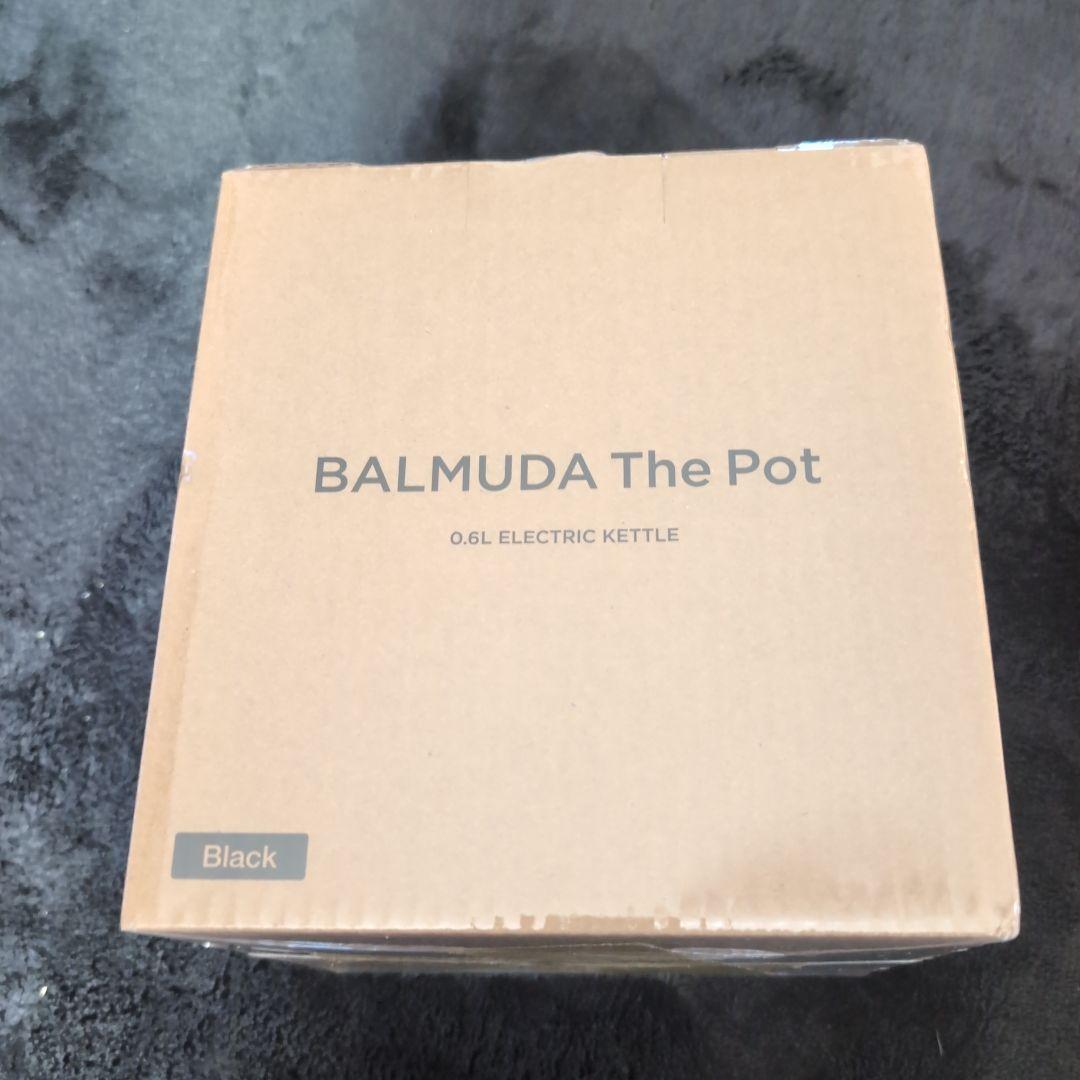 BALMUDA The Pot
0.6L ELECTRIC KETTLE
Black